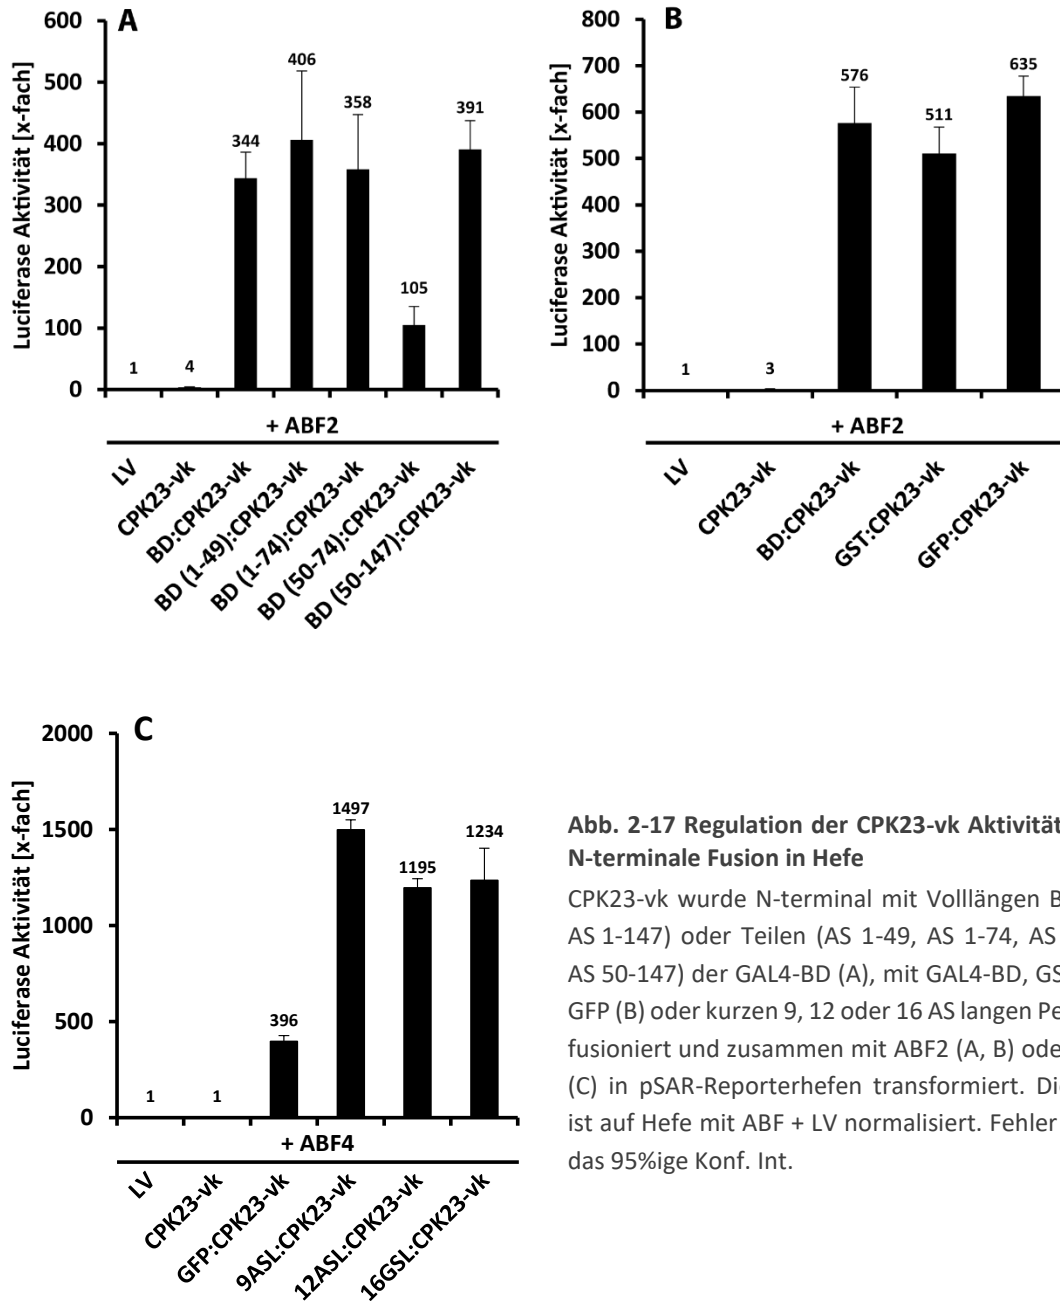 A
Luciferase Aktivität [x-fach]
600
500
400
300
200
100
0
1
4
344
406
358
105
391
+ ABF2
LV
CPK23-vk
BD:CPK23-vk
BD (1-49):CPK23-vk
BD (1-74):CPK23-vk
BD (50-74):CPK23-vk
BD (50-147):CPK23-vk
B
Luciferase Aktivität [x-fach]
800
700
600
500
400
300
200
100
0
1
3
576
511
635
+ ABF2
LV
CPK23-vk
BD:CPk23-vk
GST:CPk23-vk
GFP:CPK23-vk
C
Luciferase Aktivität [x-fach]
2000
1500
1000
500
0
1
1
396
1497
1195
1234
+ ABF4
LV
CPK23-vk
GFP:CPK23-vk
9ASL:CPK23-vk
12ASL:CPK23-vk
16GSL:CPK23-vk
Abb. 2-17 Regulation der CPK23-vk Aktivität
N-terminale Fusion in Hefe
CPK23-vk wurde N-terminal mit Volllängen
AS 1-147) oder Teilen (AS 1-49, AS 1-74, AS
AS 50-147) der GAL4-BD (A), mit GAL4-BD,
GFP (B) oder kurzen 9, 12 oder 16 AS langen
fusioniert und zusammen mit ABF2 (A, B)
(C) in pSAR-Reporterhefen transformiert.
ist auf Hefe mit ABF + LV normalisiert. Fehler
das 95%ige Konf. Int.